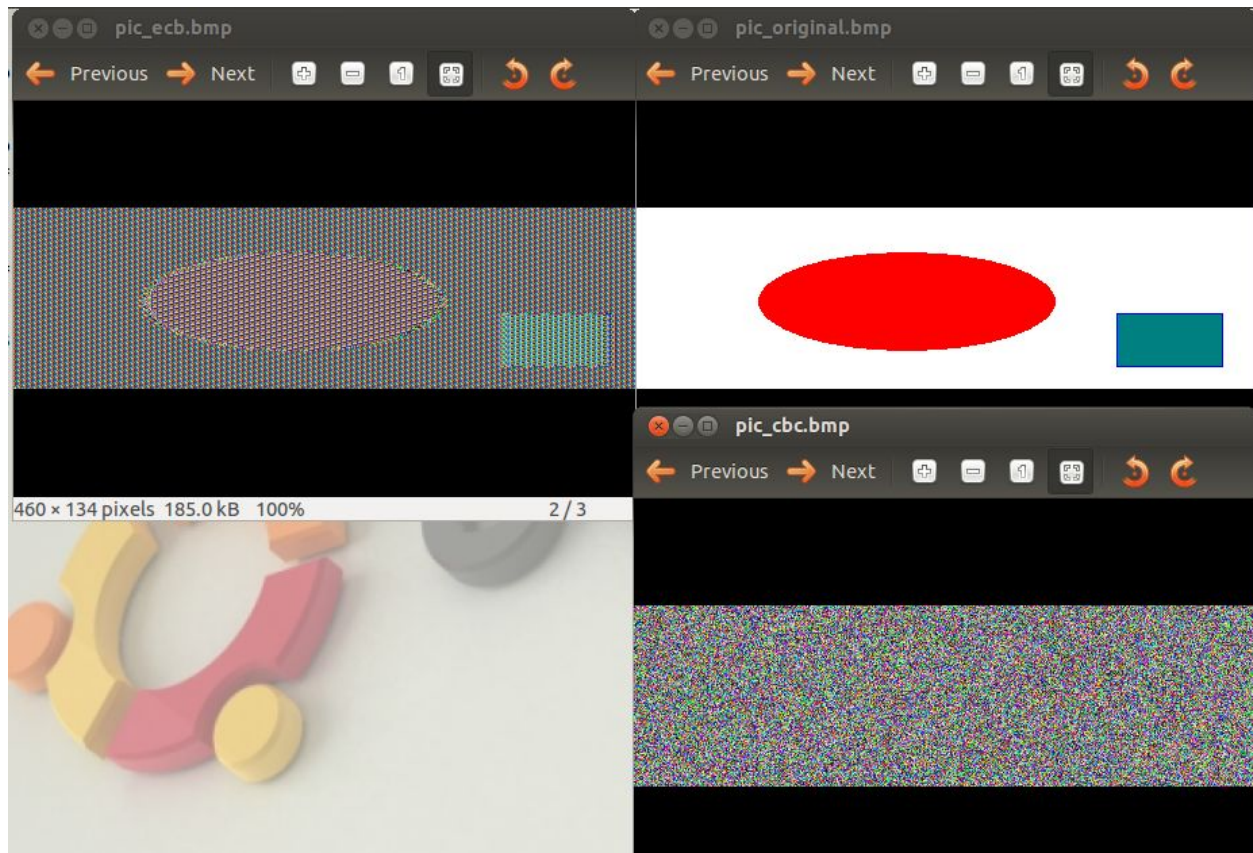 pic_ecb.bmp
Previous Next
460 × 134 pixels 185.0 kB 100% 2 / 3
pic_original.bmp
Previous Next
pic_cbc.bmp
Previous Next